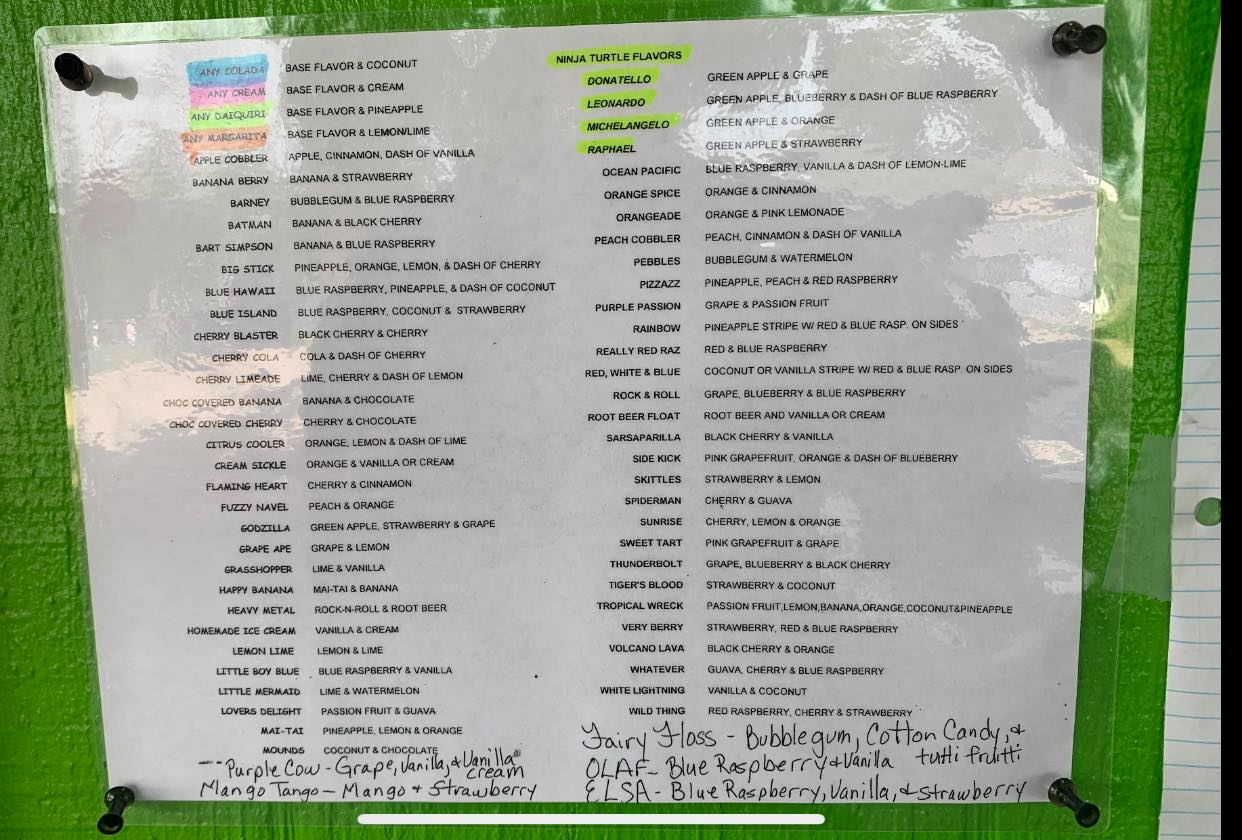 ANY COLADA BASE FLAVOR & COCONUT
ANY CREAM BASE FLAVOR & CREAM
ANY DAIQUIRI BASE FLAVOR & PINEAPPLE
ANY MARGARITA BASE FLAVOR & LEMON/LIME
APPLE COBBLER APPLE, CINNAMON, DASH OF VANILLA
BANANA BERRY BANANA & STRAWBERRY
BARNEY BUBBLEGUM & BLUE RASPBERRY
BATMAN BANANA & BLACK CHERRY
BART SIMPSON BANANA & BLUE RASPBERRY
BIG STICK PINEAPPLE, ORANGE, LEMON, & DASH OF CHERRY
BLUE HAWAII BLUE RASPBERRY, PINEAPPLE, & DASH OF COCONUT
BLUE ISLAND BLUE RASPBERRY, COCONUT & STRAWBERRY
CHERRY BLASTER BLACK CHERRY & CHERRY
CHERRY COLA COLA & DASH OF CHERRY
CHERRY LIMEADE LIME, CHERRY & DASH OF LEMON
CHOC COVERED BANANA BANANA & CHOCOLATE
CHOC COVERED CHERRY CHERRY & CHOCOLATE
CITRUS COOLER ORANGE, LEMON & DASH OF LIME
CREAM SICKLE ORANGE & VANILLA OR CREAM
FLAMING HEART CHERRY & CINNAMON
FUZZY NAVEL PEACH & ORANGE
GODZILLA GREEN APPLE, STRAWBERRY & GRAPE
GRAPE APE GRAPE & LEMON
GRASSHOPPER LIME & VANILLA
HAPPY BANANA MAI-TAI & BANANA
HEAVY METAL ROCK-N-ROLL & ROOT BEER
HOMEMADE ICE CREAM VANILLA & CREAM
LEMON LIME LEMON & LIME
LITTLE BOY BLUE BLUE RASPBERRY & VANILLA
LITTLE MERMAID LIME & WATERMELON
LOVERS DELIGHT PASSION FRUIT & GUAVA
MAI-TAI PINEAPPLE, LEMON & ORANGE
MOUNDS COCONUT & CHOCOLATE
Purple Cow - Grape, Vanilla, & Vanilla
cream
Mango Tango - Mango + Strawberry
NINJA TURTLE FLAVORS
DONATELLO GREEN APPLE & GRAPE
LEONARDO GREEN APPLE, BLUEBERRY & DASH OF BLUE RASPBERRY
MICHELANGELO GREEN APPLE & ORANGE
RAPHAEL GREEN APPLE & STRAWBERRY
OCEAN PACIFIC BLUE RASPBERRY, VANILLA & DASH OF LEMON-LIME
ORANGE SPICE ORANGE & CINNAMON
ORANGEADE ORANGE & PINK LEMONADE
PEACH COBBLER PEACH, CINNAMON & DASH OF VANILLA
PEBBLES BUBBLEGUM & WATERMELON
PIZZAZZ PINEAPPLE, PEACH & RED RASPBERRY
PURPLE PASSION GRAPE & PASSION FRUIT
RAINBOW PINEAPPLE STRIPE W/ RED & BLUE RASP. ON SIDES
REALLY RED RAZ RED & BLUE RASPBERRY
RED, WHITE & BLUE COCONUT OR VANILLA STRIPE W/ RED & BLUE RASP. ON SIDES
ROCK & ROLL GRAPE, BLUEBERRY & BLUE RASPBERRY
ROOT BEER FLOAT ROOT BEER AND VANILLA OR CREAM
SARSAPARILLA BLACK CHERRY & VANILLA
SIDE KICK PINK GRAPEFRUIT, ORANGE & DASH OF BLUEBERRY
SKITTLES STRAWBERRY & LEMON
SPIDERMAN CHERRY & GUAVA
SUNRISE CHERRY, LEMON & ORANGE
SWEET TART PINK GRAPEFRUIT & GRAPE
THUNDERBOLT GRAPE, BLUEBERRY & BLACK CHERRY
TIGER'S BLOOD STRAWBERRY & COCONUT
TROPICAL WRECK PASSION FRUIT,LEMON,BANANA,ORANGE,COCONUT&PINEAPPLE
VERY BERRY STRAWBERRY, RED & BLUE RASPBERRY
VOLCANO LAVA BLACK CHERRY & ORANGE
WHATEVER GUAVA, CHERRY & BLUE RASPBERRY
WHITE LIGHTNING VANILLA & COCONUT
WILD THING RED RASPBERRY, CHERRY & STRAWBERRY
Fairy Floss - Bubblegum, Cotton Candy, &
tutti frutti
OLAF - Blue Raspberry & Vanilla
ELSA - Blue Raspberry, Vanilla, & Strawberry